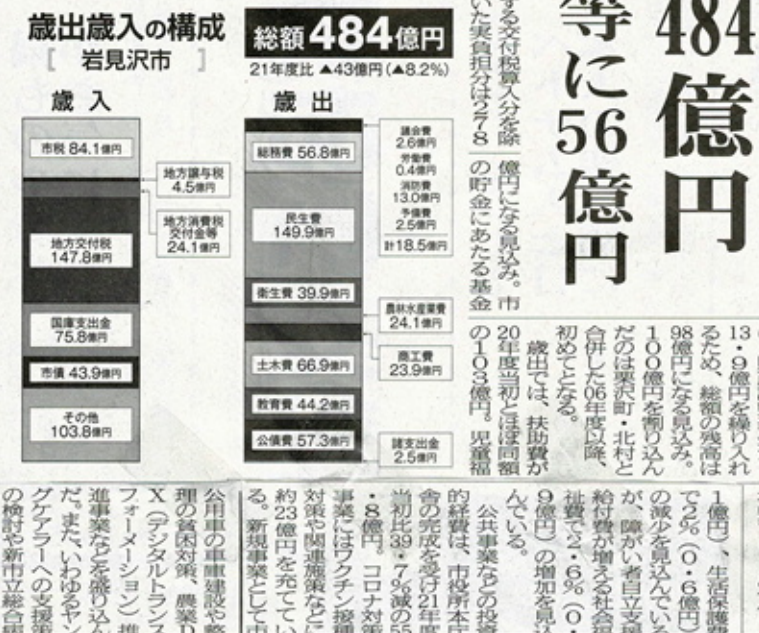 484億円
等に56億円
歳出歳入の構成
[ 岩見沢市 ]
総額484億円
21年度比 ▲43億円(▲8.2%)
歳入
市税 84.1億円
地方譲与税
4.5億円
地方消費税
交付金等
24.1億円
地方交付税
147.8億円
国庫支出金
75.8億円
市債 43.9億円
その他
103.8億円
歳出
議会費
2.6億円
労働費
0.4億円
消防費
13.0億円
予備費
2.5億円
計18.5億円
総務費 56.8億円
民生費
149.9億円
衛生費 39.9億円
農林水産業費
24.1億円
商工費
23.9億円
土木費 66.9億円
教育費 44.2億円
公債費 57.3億円
諸支出金
2.5億円
する交付税算入分を除
いた実負担分は278
億円になる見込み。市
の貯金にあたる基金
13・9億円を繰り入れ
るため、総額の残高は
98億円になる見込み。
100億円を割り込ん
だのは栗沢町・北村と
合併した06年度以降、
初めてとなる。
歳出では、扶助費が
20年度当初とほぼ同額
の103億円。児童福
1億円)、生活保護費
で2%(0・6億円)
の減少を見込んでい
が、障がい者自立支
給付費が増える社会
祉費で2・6%(0・
9億円)の増加を見込
んでいる。
公共事業などの投資
的経費は、市役所本庁
舎の完成を受け21年度
当初比39・7%減の55
・8億円。コロナ対策
事業にはワクチン接種
対策や関連施策などに
約23億円を充ててい
る。新規事業として市
公用車の車庫建設や
理の貧困対策、農業D
X(デジタルトランス
フォーメーション)推
進事業などを盛り込ん
だ。また、いわゆるヤン
グケアラーへの支援策
の検討や新市立総合病